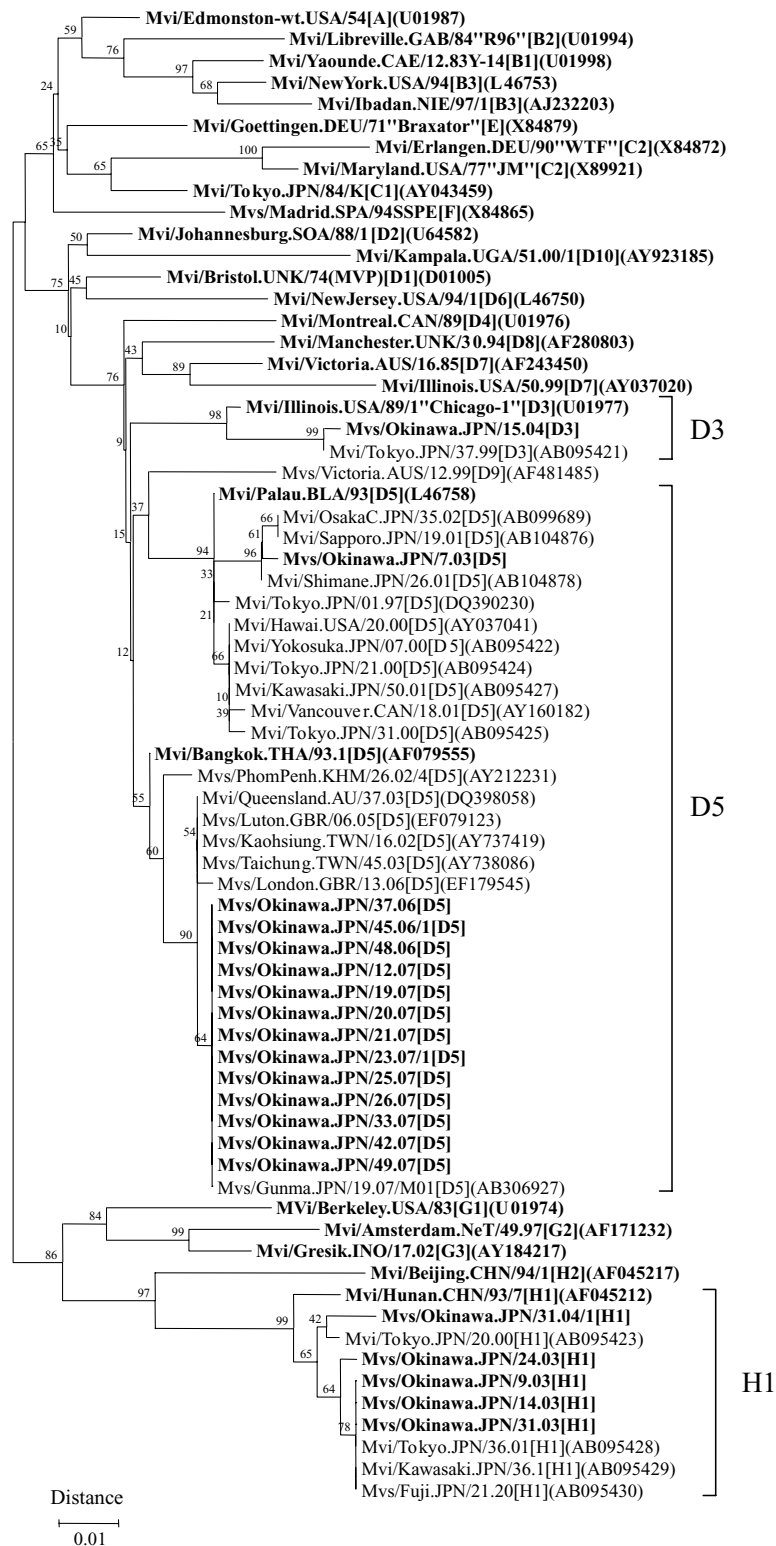 Mvi/Edmonston-wt.USA/54[A](U01987)
59
Mvi/Libreville.GAB/84"R96"[B2](U01994)
76
Mvi/Yaounde.CAE/12.83Y-14[B1](U01998)
97
Mvi/NewYork.USA/94[B3](L46753)
68
24
Mvi/Ibadan.NIE/97/1[B3](AJ232203)
Mvi/Goettingen.DEU/71"Braxator"[E](X84879)
65
35
Mvi/Erlangen.DEU/90"WTF"[C2](X84872)
100
65
Mvi/Maryland.USA/77"JM"[C2](X89921)
Mvi/Tokyo.JPN/84/K[C1](AY043459)
Mvs/Madrid.SPA/94SSPE[F](X84865)
Mvi/Johannesburg.SOA/88/1[D2](U64582)
50
Mvi/Kampala.UGA/51.00/1[D10](AY923185)
75
Mvi/Bristol.UNK/74(MVP)[D1](D01005)
45
Mvi/NewJersey.USA/94/1[D6](L46750)
10
Mvi/Montreal.CAN/89[D4](U01976)
Mvi/Manchester.UNK/30.94[D8](AF280803)
43
Mvi/Victoria.AUS/16.85[D7](AF243450)
89
76
Mvi/Illinois.USA/50.99[D7](AY037020)
Mvi/Illinois.USA/89/1"Chicago-1"[D3](U01977)
98
Mvs/Okinawa.JPN/15.04[D3]
99
D3
9
Mvi/Tokyo.JPN/37.99[D3](AB095421)
Mvs/Victoria.AUS/12.99[D9](AF481485)
Mvi/Palau.BLA/93[D5](L46758)
37
Mvi/OsakaC.JPN/35.02[D5](AB099689)
66
15
61
Mvi/Sapporo.JPN/19.01[D5](AB104876)
94
96
Mvs/Okinawa.JPN/7.03[D5]
33
Mvi/Shimane.JPN/26.01[D5](AB104878)
Mvi/Tokyo.JPN/01.97[D5](DQ390230)
21
Mvi/Hawai.USA/20.00[D5](AY037041)
12
66
Mvi/Yokosuka.JPN/07.00[D5](AB095422)
Mvi/Tokyo.JPN/21.00[D5](AB095424)
10
Mvi/Kawasaki.JPN/50.01[D5](AB095427)
39
Mvi/Vancouver.CAN/18.01[D5](AY160182)
Mvi/Tokyo.JPN/31.00[D5](AB095425)
Mvi/Bangkok.THA/93.1[D5](AF079555)
Mvs/PhomPenh.KHM/26.02/4[D5](AY212231)
55
Mvi/Queensland.AU/37.03[D5](DQ398058)
D5
Mvs/Luton.GBR/06.05[D5](EF079123)
54
Mvs/Kaohsiung.TWN/16.02[D5](AY737419)
60
Mvs/Taichung.TWN/45.03[D5](AY738086)
Mvs/London.GBR/13.06[D5](EF179545)
Mvs/Okinawa.JPN/37.06[D5]
Mvs/Okinawa.JPN/45.06/1[D5]
90
Mvs/Okinawa.JPN/48.06[D5]
Mvs/Okinawa.JPN/12.07[D5]
Mvs/Okinawa.JPN/19.07[D5]
Mvs/Okinawa.JPN/20.07[D5]
64
Mvs/Okinawa.JPN/21.07[D5]
Mvs/Okinawa.JPN/23.07/1[D5]
Mvs/Okinawa.JPN/25.07[D5]
Mvs/Okinawa.JPN/26.07[D5]
Mvs/Okinawa.JPN/33.07[D5]
Mvs/Okinawa.JPN/42.07[D5]
Mvs/Okinawa.JPN/49.07[D5]
Mvs/Gunma.JPN/19.07/M01[D5](AB306927)
MVi/Berkeley.USA/83[G1](U01974)
84
Mvi/Amsterdam.NeT/49.97[G2](AF171232)
99
Mvi/Gresik.INO/17.02[G3](AY184217)
86
Mvi/Beijing.CHN/94/1[H2](AF045217)
97
Mvi/Hunan.CHN/93/7[H1](AF045212)
99
Mvs/Okinawa.JPN/31.04/1[H1]
42
Mvi/Tokyo.JPN/20.00[H1](AB095423)
65
Mvs/Okinawa.JPN/24.03[H1]
64
Mvs/Okinawa.JPN/9.03[H1]
H1
Mvs/Okinawa.JPN/14.03[H1]
78
Mvs/Okinawa.JPN/31.03[H1]
Mvi/Tokyo.JPN/36.01[H1](AB095428)
Mvi/Kawasaki.JPN/36.1[H1](AB095429)
Mvs/Fuji.JPN/21.20[H1](AB095430)
Distance
0.01